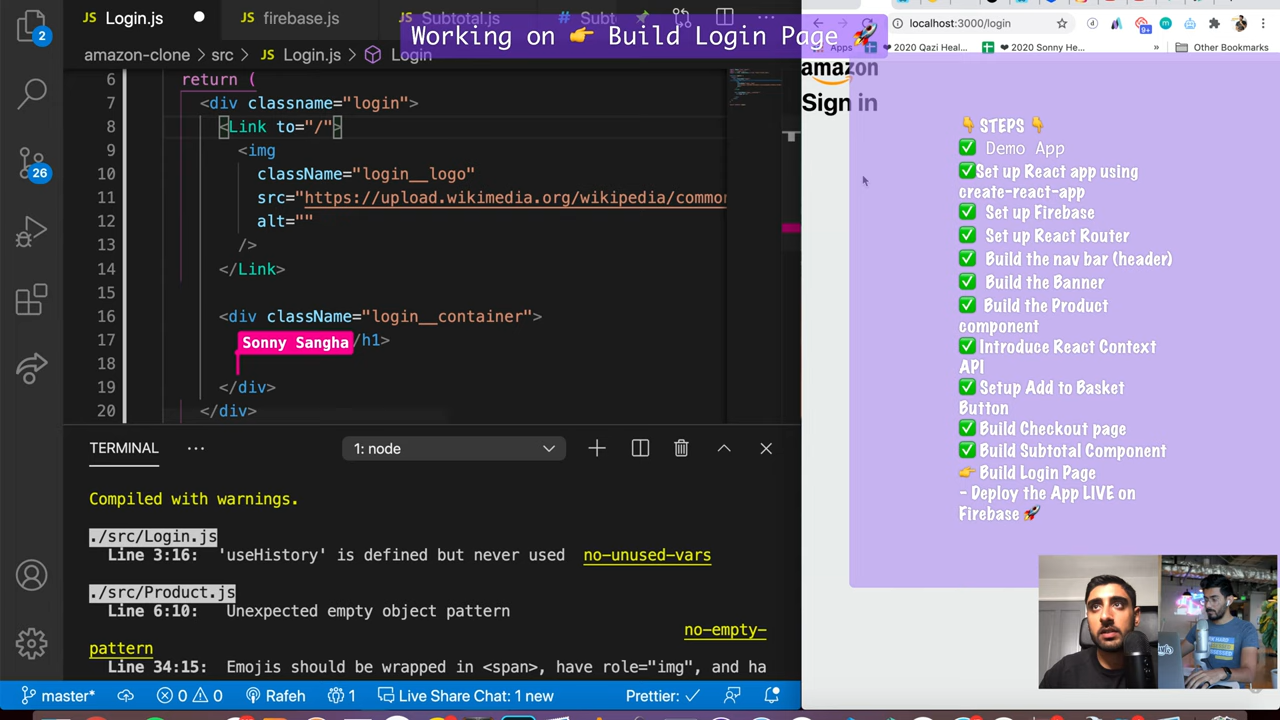 Login.js
firebase.js
Subtotal.js
# Subt
Working on 👉 Build Login Page 🚀
amazon-clone > src > Login.js > Login
6 return (
7 <div classname="login">
8 <Link to="/">
9 <img
10 className="login__logo"
11 src="https://upload.wikimedia.org/wikipedia/commor
12 alt=""
13 />
14 </Link>
15
16 <div className="login__container">
17 Sonny Sangha /h1>
18
19 </div>
20 </div>
2
26
TERMINAL
1: node
Compiled with warnings.
./src/Login.js
Line 3:16: 'useHistory' is defined but never used no-unused-vars
./src/Product.js
Line 6:10: Unexpected empty object pattern
no-empty-
pattern
Line 34:15: Emojis should be wrapped in <span>, have role="img", and ha
master*
0 0
Rafeh
1
Live Share Chat: 1 new
Prettier: ✓
localhost:3000/login
9+
Apps
❤ 2020 Qazi Heal...
❤ 2020 Sonny He...
»
Other Bookmarks
amazon
Sign in
👇 STEPS 👇
✅ Demo App
✅Set up React app using
create-react-app
✅ Set up Firebase
✅ Set up React Router
✅ Build the nav bar (header)
✅ Build the Banner
✅ Build the Product
component
✅ Introduce React Context
API
✅ Setup Add to Basket
Button
✅ Build Checkout page
✅ Build Subtotal Component
👉 Build Login Page
- Deploy the App LIVE on
Firebase 🚀